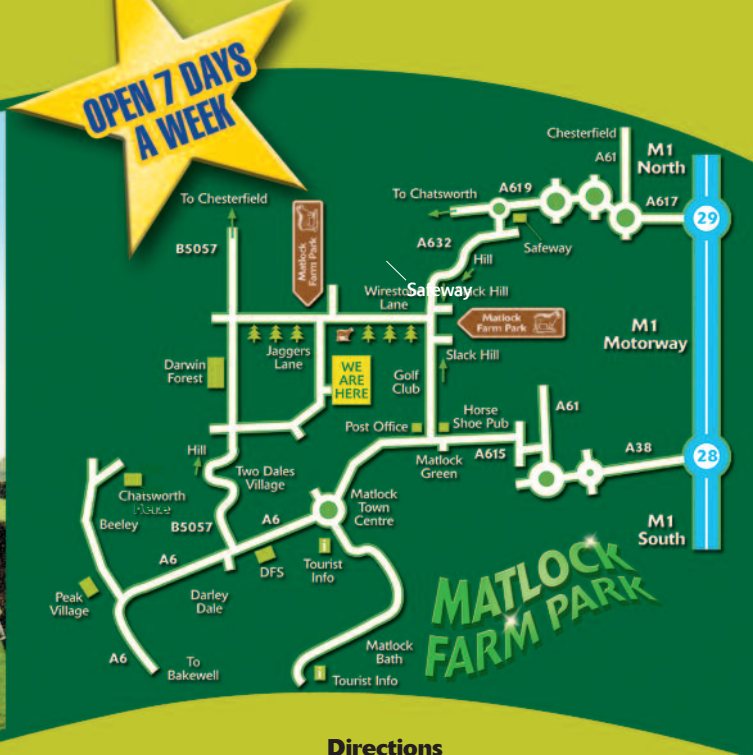 OPEN 7 DAYS
A WEEK
Chesterfield
A61
M1
North
To Chatsworth
A619
A617
29
To Chesterfield
B5057
Matlock
Farm Park
A632
Safeway
Hill
Safeway
Lane
Matlock
Farm Park
M1
Motorway
Jaggers
Lane
Slack Hill
Darwin
Forest
WE
ARE
HERE
Golf
Club
A61
Horse
Shoe Pub
Post Office
Hill
Matlock
Green
A615
A38
28
Two Dales
Village
Chatsworth
House
Matlock
Town
Centre
Beeley
B5057
A6
M1
South
A6
DFS
Tourist
Info
MATLOCK
FARM PARK
Peak
Village
Darley
Dale
A6
To
Bakewell
Matlock
Bath
Tourist Info
Directions